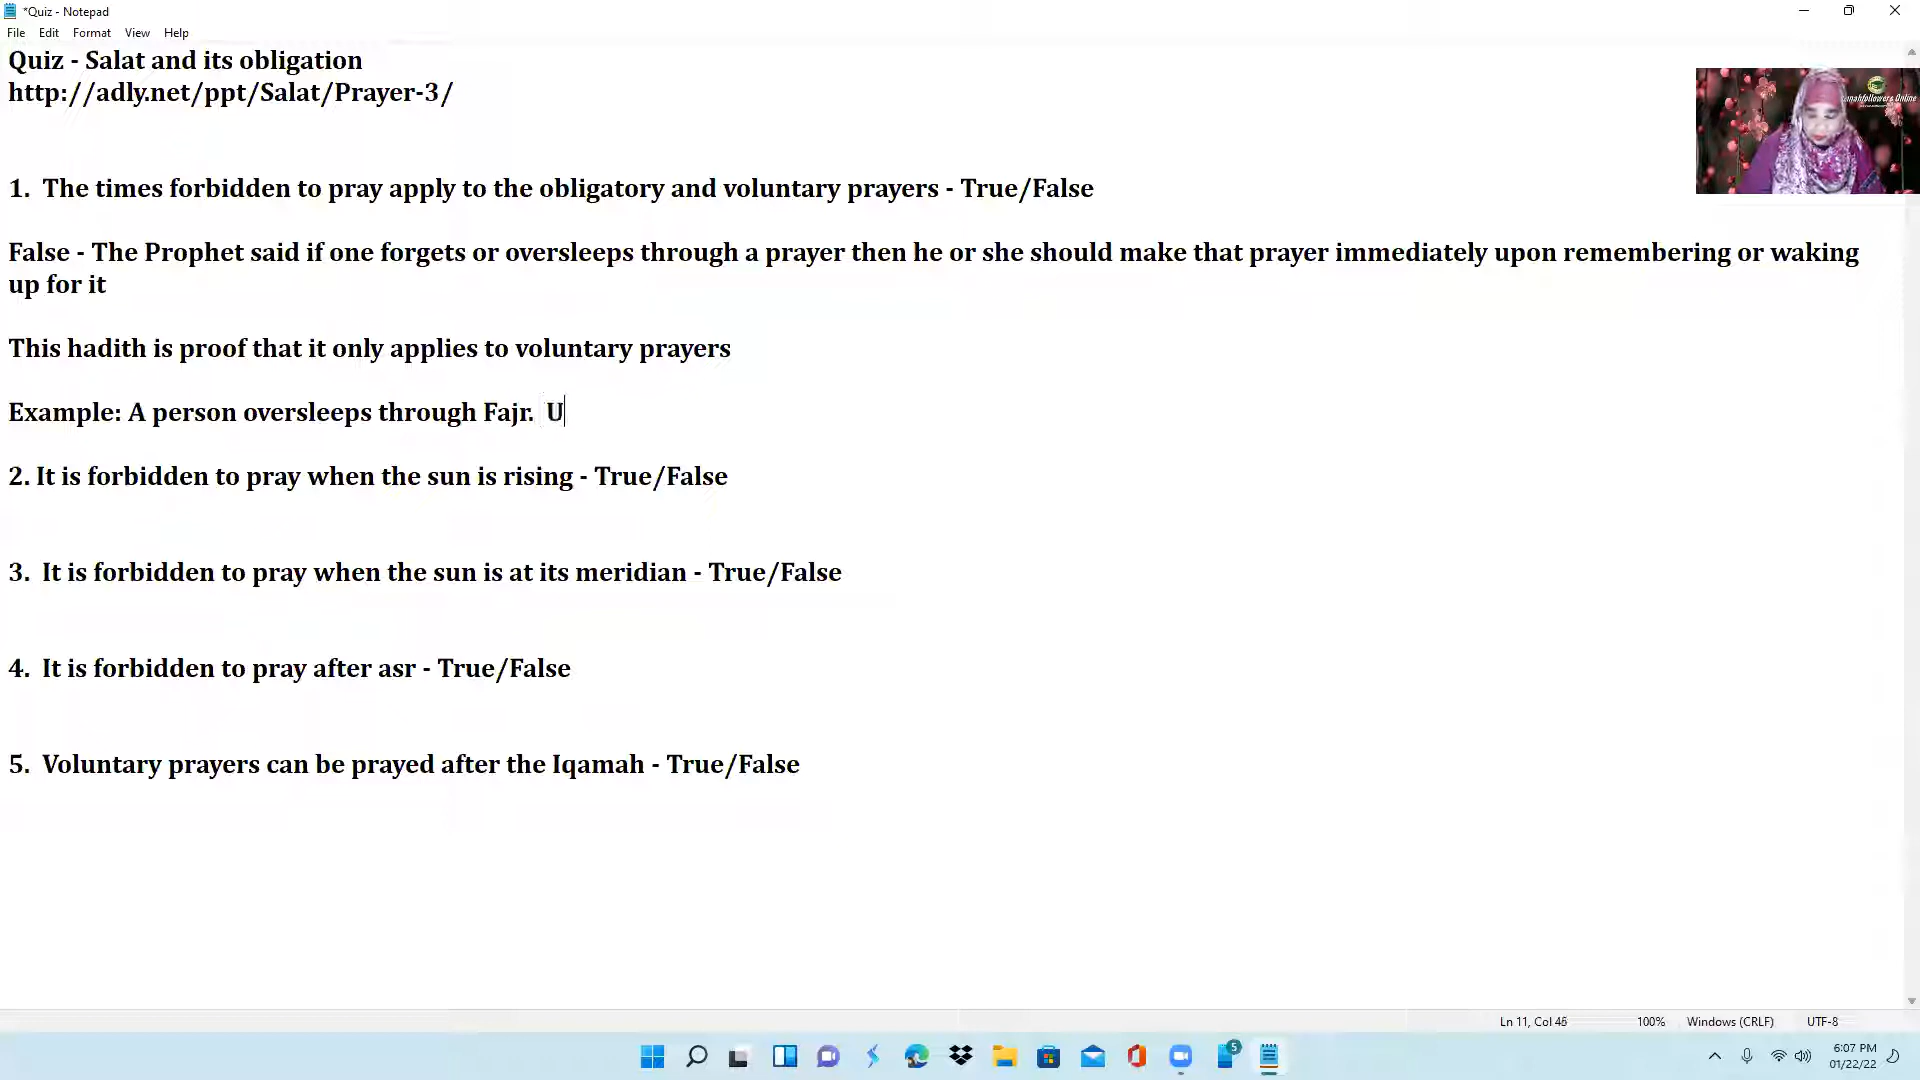 *Quiz - Notepad
File Edit Format View Help
Quiz - Salat and its obligation
http://adly.net/ppt/Salat/Prayer-3/
1.  The times forbidden to pray apply to the obligatory and voluntary prayers - True/False
False - The Prophet said if one forgets or oversleeps through a prayer then he or she should make that prayer immediately upon remembering or waking
up for it
This hadith is proof that it only applies to voluntary prayers
Example: A person oversleeps through Fajr.  U
2. It is forbidden to pray when the sun is rising - True/False
3.  It is forbidden to pray when the sun is at its meridian - True/False
4.  It is forbidden to pray after asr - True/False
5.  Voluntary prayers can be prayed after the Iqamah - True/False
Online
Ln 11, Col 45 100% Windows (CRLF) UTF-8
5
6:07 PM
01/22/22